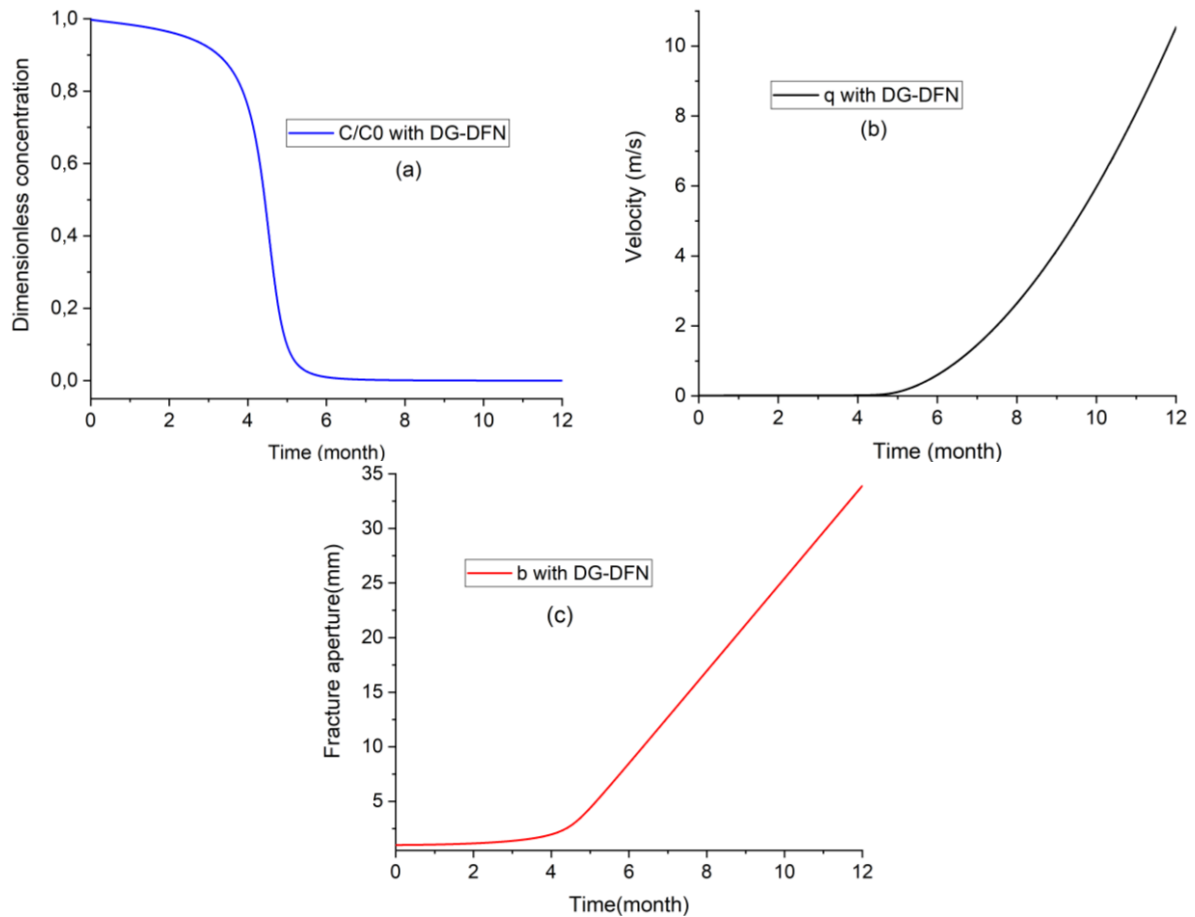 1,0
0,8
0,6
0,4
0,2
0,0
Dimensionless concentration
C/C0 with DG-DFN
(a)
0 2 4 6 8 10 12
Time (month)
10
8
6
4
2
0
Velocity (m/s)
q with DG-DFN
(b)
0 2 4 6 8 10 12
Time (month)
35
30
25
20
15
10
5
Fracture aperture(mm)
b with DG-DFN
(c)
0 2 4 6 8 10 12
Time(month)